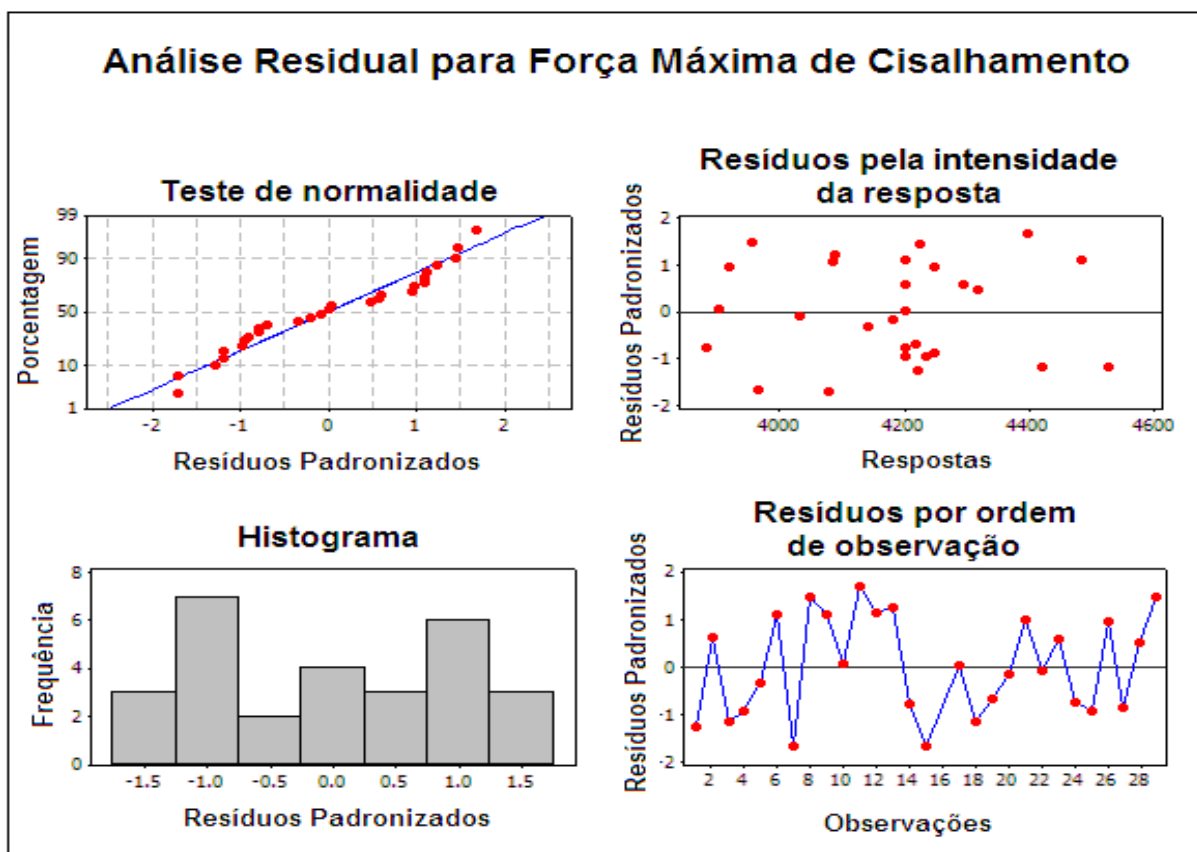 Análise Residual para Força Máxima de Cisalhamento
Teste de normalidade
Porcentagem
99
90
50
10
1
-2 -1 0 1 2
Resíduos Padronizados
Resíduos pela intensidade
da resposta
Resíduos Padronizados
2
1
0
-1
-2
4000 4200 4400 4600
Respostas
Histograma
Frequência
8
6
4
2
0
-1.5 -1.0 -0.5 0.0 0.5 1.0 1.5
Resíduos Padronizados
Resíduos por ordem
de observação
Resíduos Padronizados
2
1
0
-1
-2
2 4 6 8 10 12 14 16 18 20 22 24 26 28
Observações